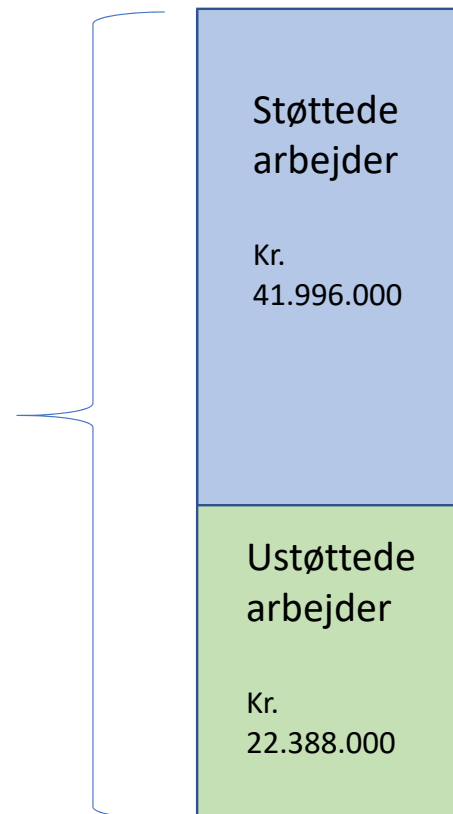 Støttede
arbejder
Kr.
41.996.000
Ustøttede
arbejder
Kr.
22.388.000